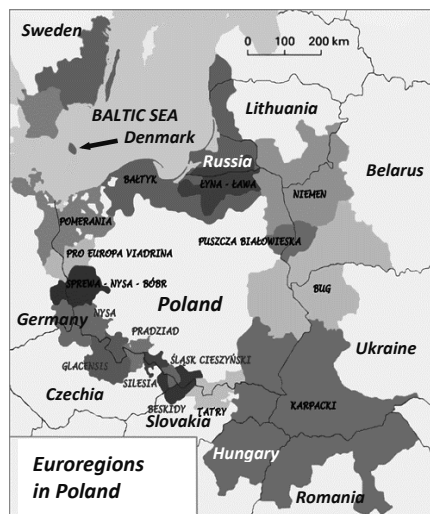 Sweden
0 100 200 km
BALTIC SEA
Lithuania
Denmark
Russia
Belarus
BAŁTYK
ŁYNA - ŁAWA
NIEMEN
POMERANIA
PUSZCZA BIAŁOWIESKA
PRO EUROPA VIADRINA
SPREWA - NYSA - BÓBR
BUG
Poland
Germany
NYSA
PRADZIAD
Ukraine
ŚLĄSK CIESZYŃSKI
GLACENSIS
SILESIA
Czechia
BESKIDY
TATRY
KARPACKI
Slovakia
Hungary
Euroregions
in Poland
Romania